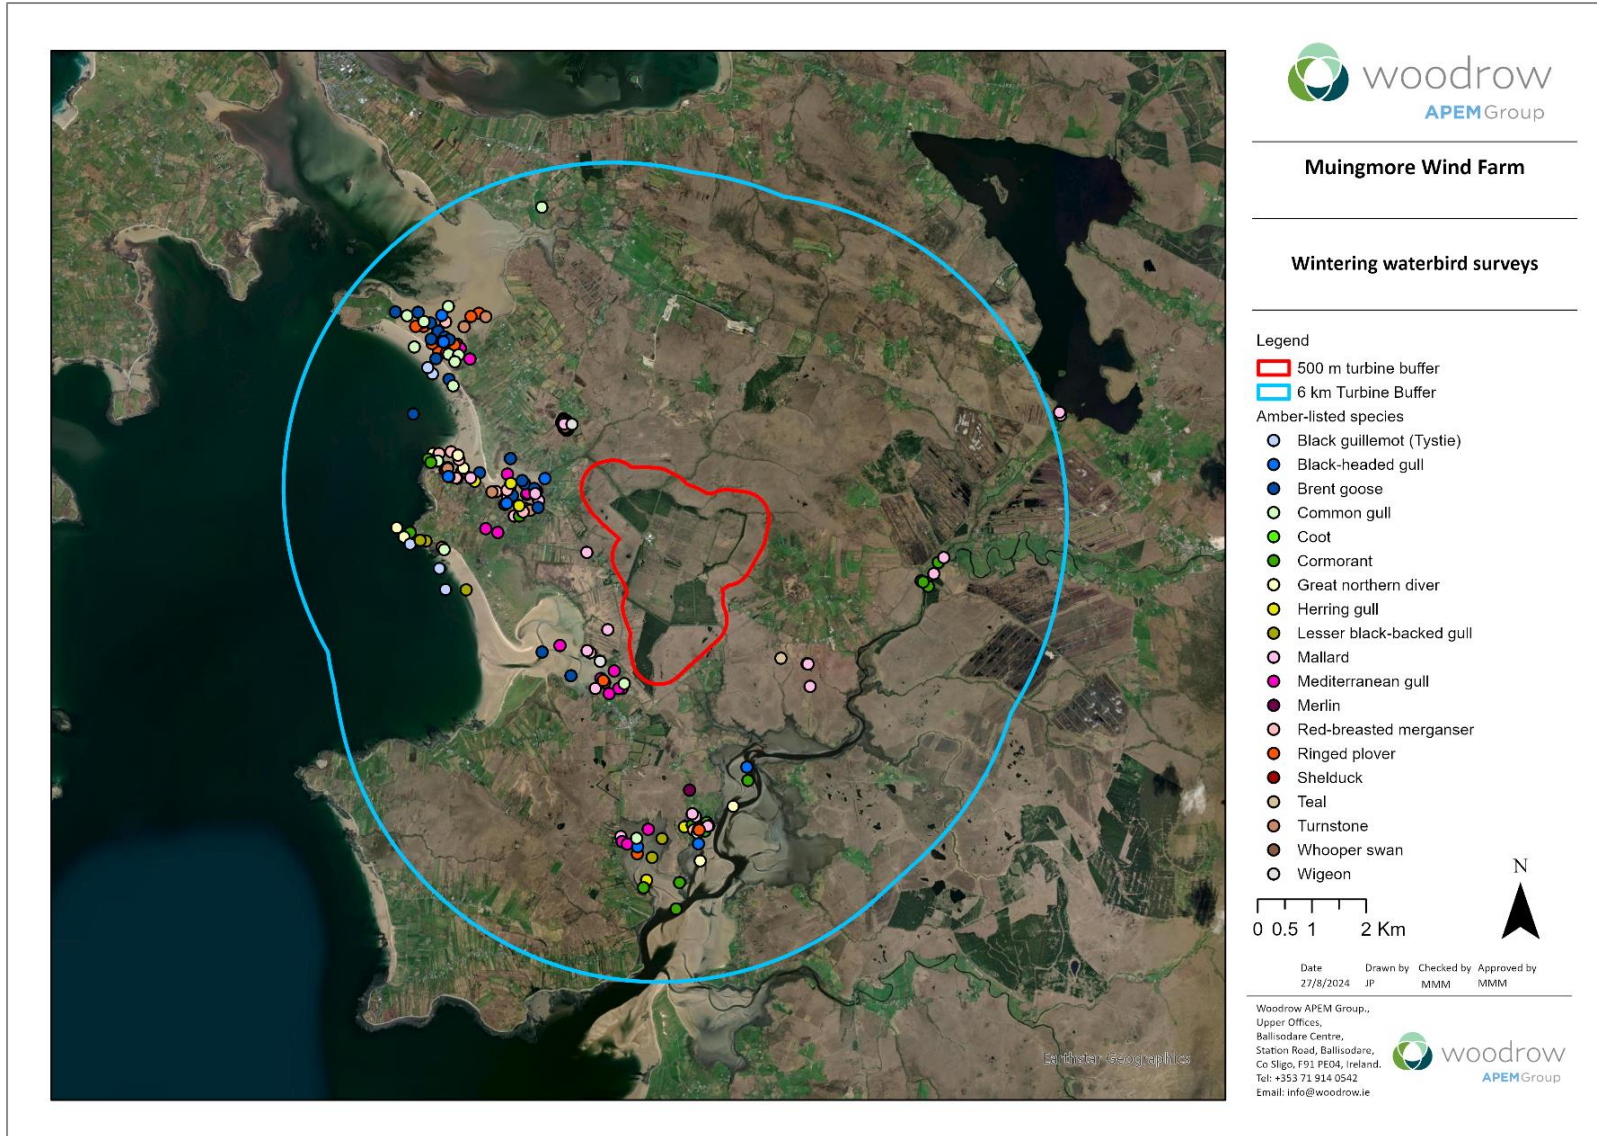 woodrow
APEMGroup
Muingmore Wind Farm
Wintering waterbird surveys
Legend
500 m turbine buffer
6 km Turbine Buffer
Amber-listed species
Black guillemot (Tystie)
Black-headed gull
Brent goose
Common gull
Coot
Cormorant
Great northern diver
Herring gull
Lesser black-backed gull
Mallard
Mediterranean gull
Merlin
Red-breasted merganser
Ringed plover
Shelduck
Teal
Turnstone
Whooper swan
Wigeon
N
0 0.5 1 2 Km
Date Drawn by Checked by Approved by
27/8/2024 JP MMM MMM
Woodrow APEM Group.,
Upper Offices,
Ballisodare Centre,
Station Road, Ballisodare,
Co Sligo, F91 PE04, Ireland.
Tel: +353 71 914 0542
Email: info@woodrow.ie
woodrow
APEMGroup
Earthstar Geographics